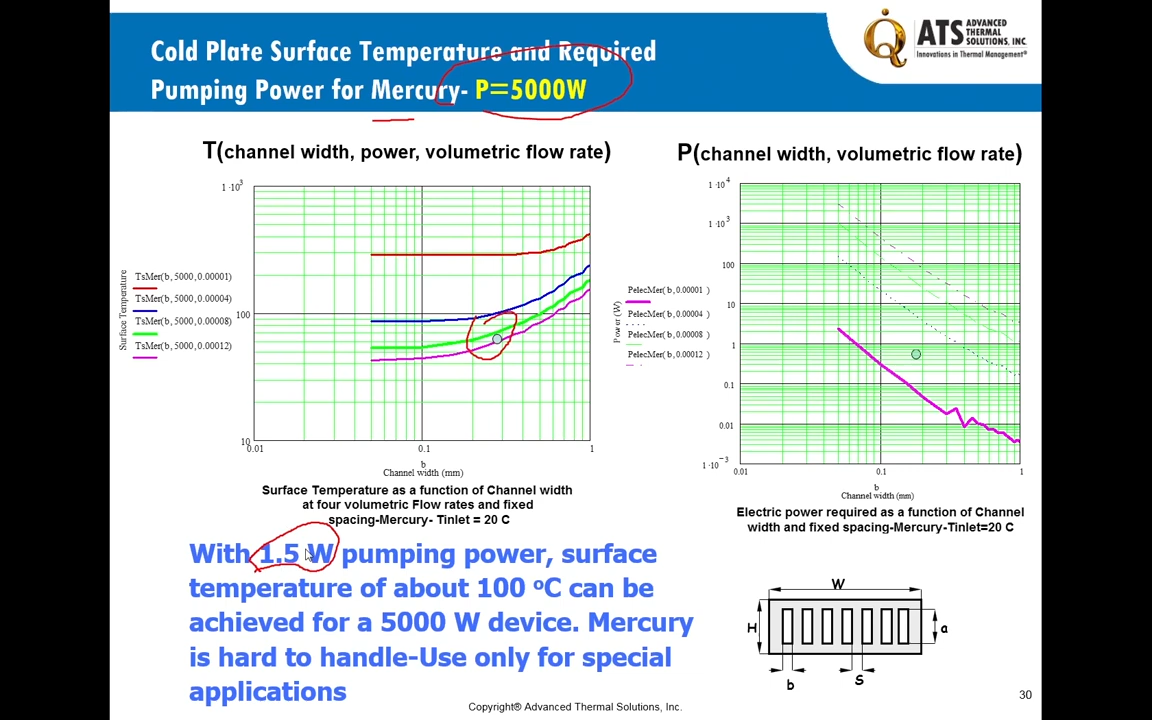 Cold Plate Surface Temperature and Required
Pumping Power for Mercury- P=5000W
ATS ADVANCED
THERMAL
SOLUTIONS, INC.
Innovations in Thermal Management®
T(channel width, power, volumetric flow rate)
1·10³
100
10
0.01
0.1
1
Surface Temperature
TsMer(b,5000,0.00001)
TsMer(b,5000,0.00004)
TsMer(b,5000,0.00008)
TsMer(b,5000,0.00012)
b
Channel width (mm)
Surface Temperature as a function of Channel width
at four volumetric Flow rates and fixed
spacing-Mercury- Tinlet = 20 C
P(channel width, volumetric flow rate)
1·10⁴
1·10³
100
10
1
0.1
0.01
1·10⁻³
0.01
0.1
1
Power (W)
PelecMer(b,0.00001)
PelecMer(b,0.00004)
PelecMer(b,0.00008)
PelecMer(b,0.00012)
b
Channel width (mm)
Electric power required as a function of Channel
width and fixed spacing-Mercury-Tinlet=20 C
With 1.5 W pumping power, surface
temperature of about 100 ºC can be
achieved for a 5000 W device. Mercury
is hard to handle-Use only for special
applications
W
H
a
b
S
Copyright® Advanced Thermal Solutions, Inc.
30